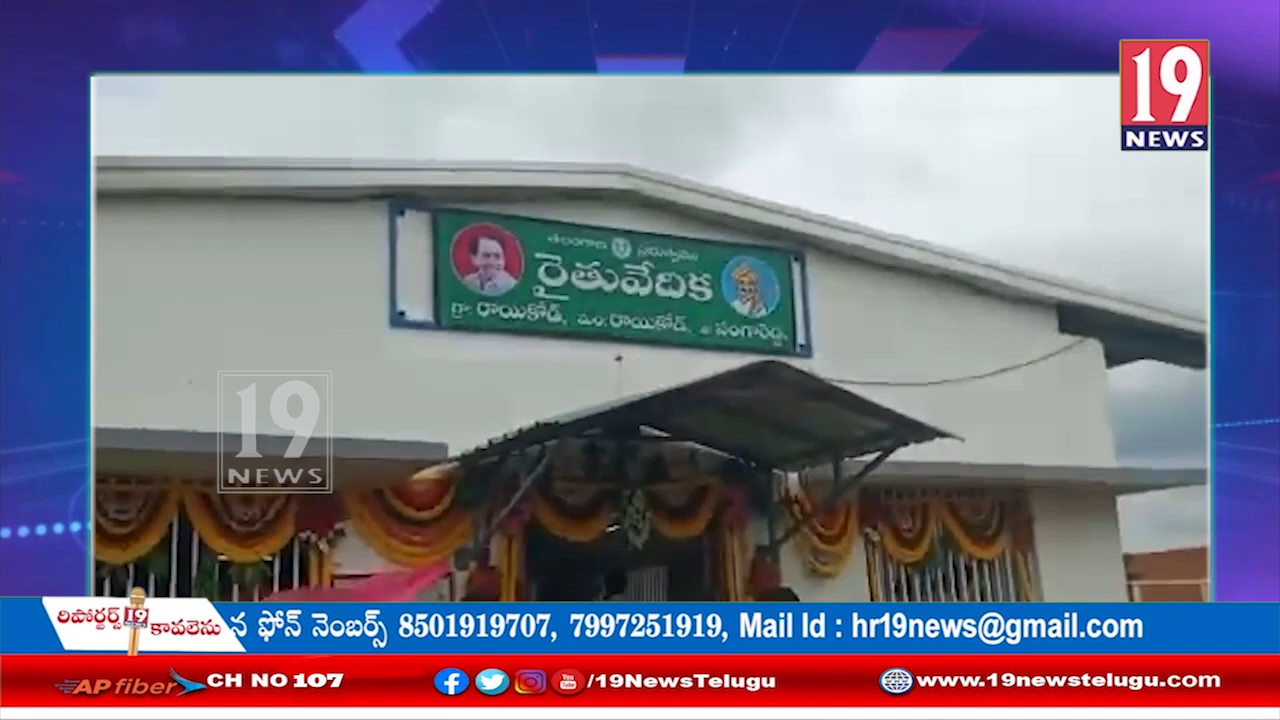 19
NEWS
తెలంగాణ ప్రభుత్వము
రైతువేదిక
గ్రా: రాయికోడ్, మం: రాయికోడ్, జి: సంగారెడ్డి.
19
NEWS
రిపోర్టర్స్ 19 కావలెను
న ఫోన్ నెంబర్స్ 8501919707, 7997251919, Mail Id : hr19news@gmail.com
AP fiber CH NO 107 /19NewsTelugu www.19newstelugu.com